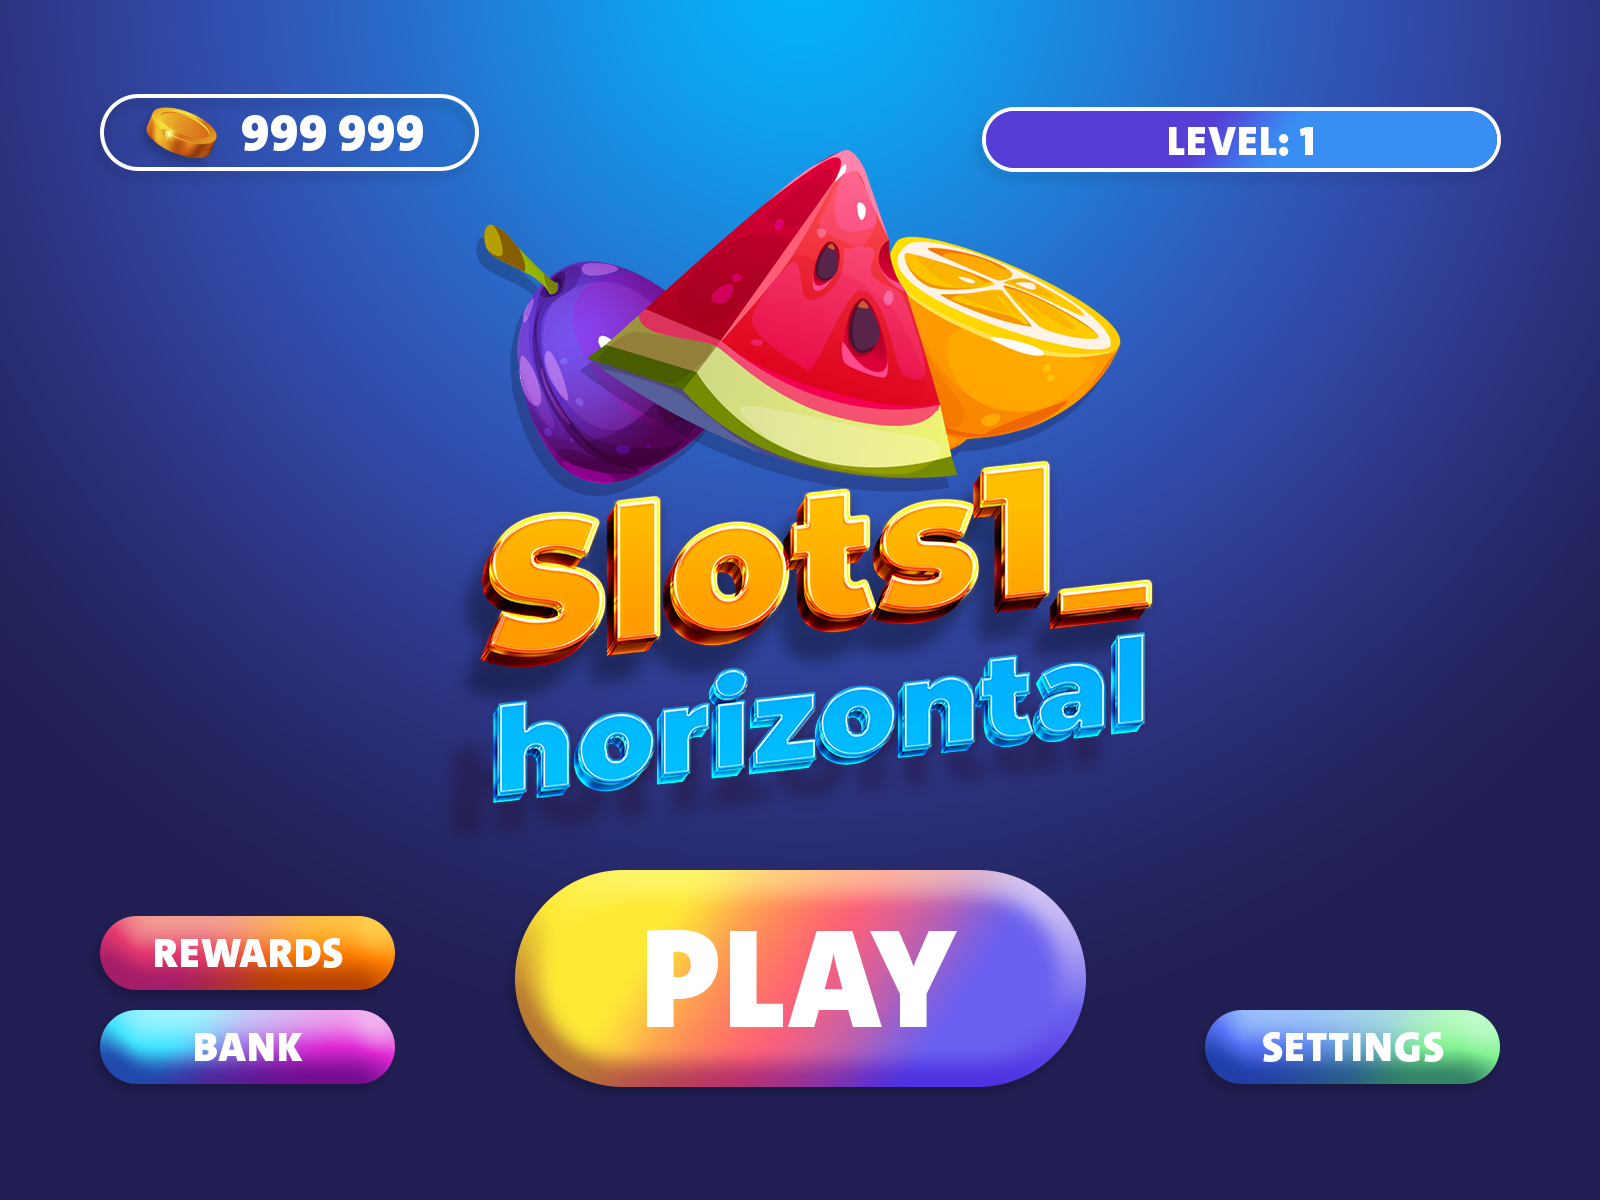 999 999
LEVEL: 1
Slots1_
horizontal
PLAY
REWARDS
BANK
SETTINGS